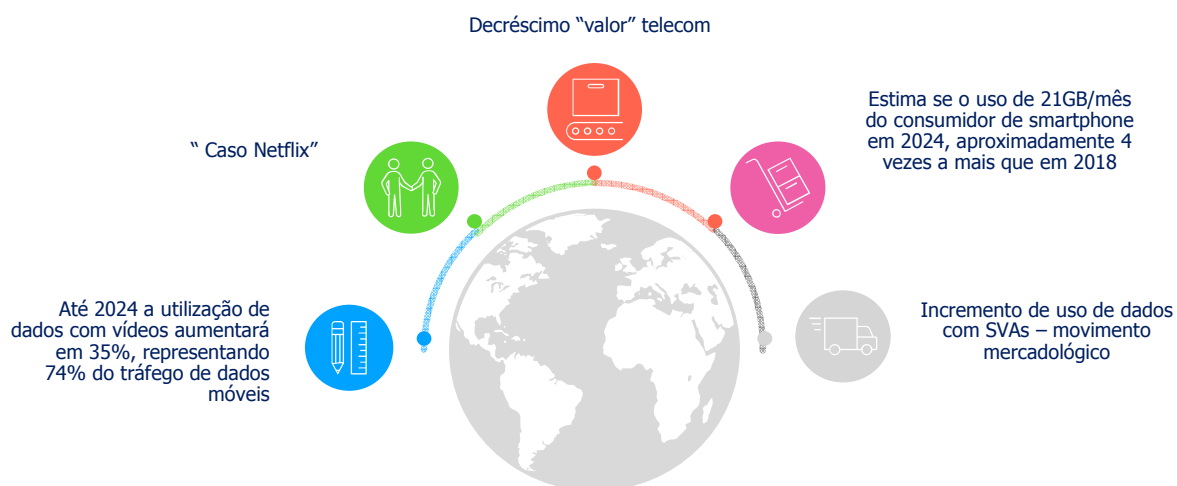 Decréscimo “valor” telecom
“ Caso Netflix”
Estima se o uso de 21GB/mês
do consumidor de smartphone
em 2024, aproximadamente 4
vezes a mais que em 2018
Até 2024 a utilização de
dados com vídeos aumentará
em 35%, representando
74% do tráfego de dados
móveis
Incremento de uso de dados
com SVAs – movimento
mercadológico